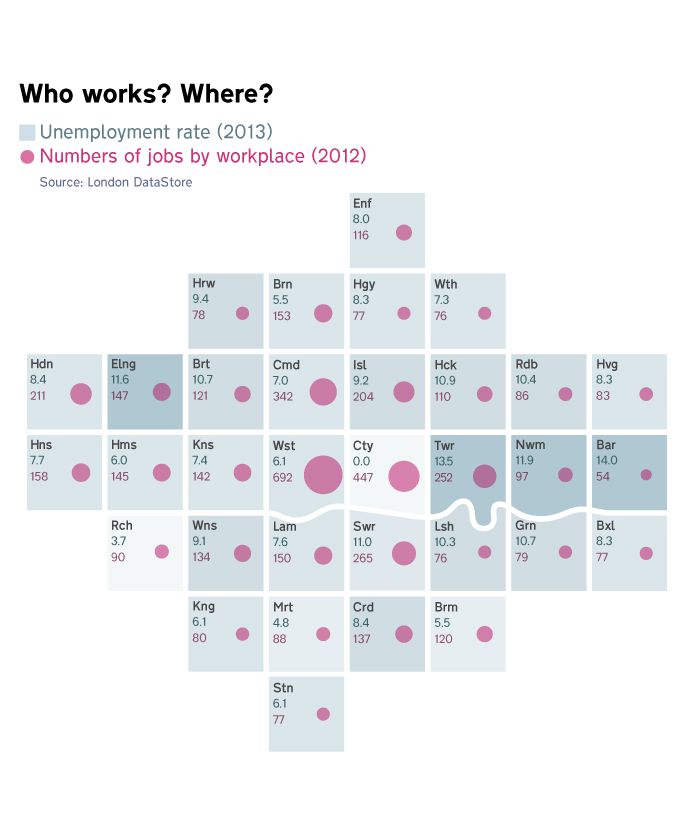 Who works? Where?
Unemployment rate (2013)
Numbers of jobs by workplace (2012)
Source: London DataStore
Enf
8.0
116
Hrw
9.4
78
Brn
5.5
153
Hgy
8.3
77
Wth
7.3
76
Hdn
8.4
211
Elng
11.6
147
Brt
10.7
121
Cmd
7.0
342
Isl
9.2
204
Hck
10.9
110
Rdb
10.4
86
Hvg
8.3
83
Hns
7.7
158
Hms
6.0
145
Kns
7.4
142
Wst
6.1
692
Cty
0.0
447
Twr
13.5
252
Nwm
11.9
97
Bar
14.0
54
Rch
3.7
90
Wns
9.1
134
Lam
7.6
150
Swr
11.0
265
Lsh
10.3
76
Grn
10.7
79
Bxl
8.3
77
Kng
6.1
80
Mrt
4.8
88
Crd
8.4
137
Brm
5.5
120
Stn
6.1
77